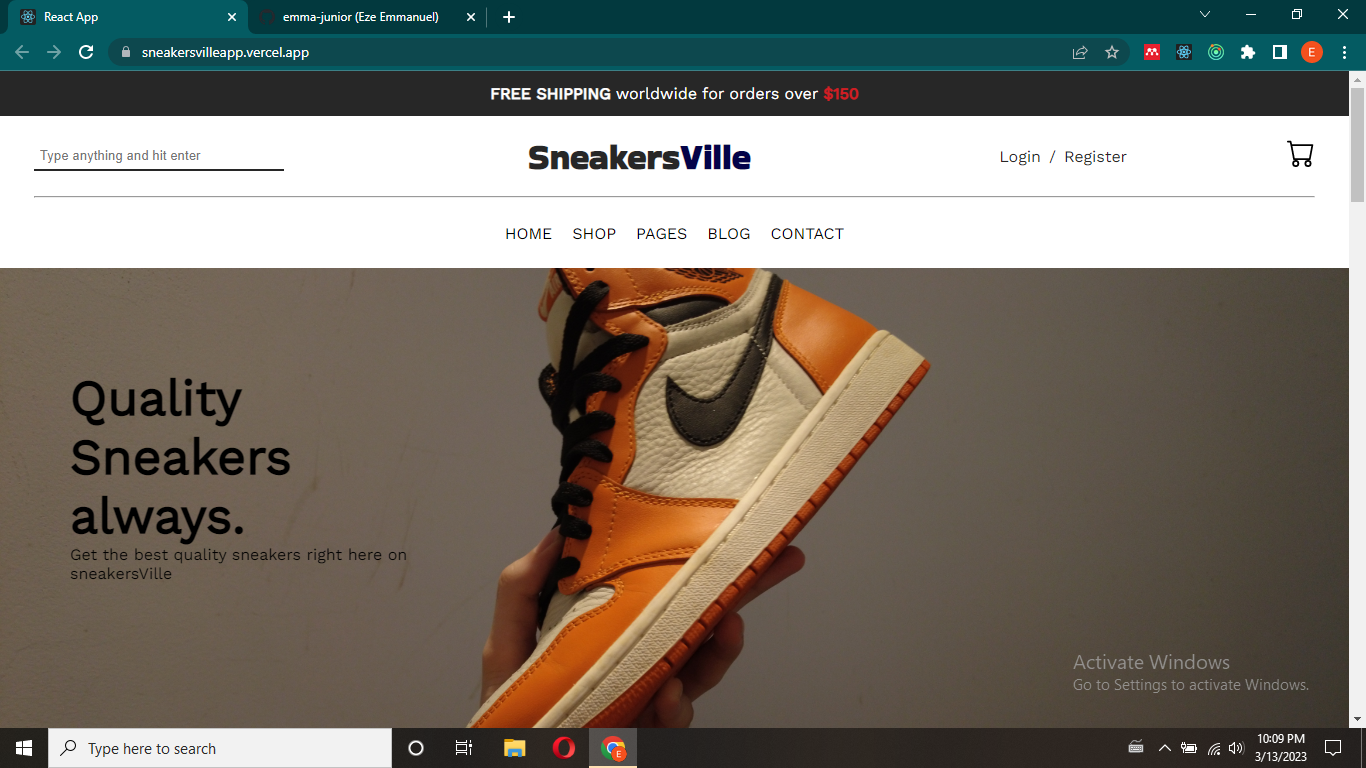 React App
emma-junior (Eze Emmanuel)
sneakersvilleapp.vercel.app
E
FREE SHIPPING worldwide for orders over $150
Type anything and hit enter
SneakersVille
Login / Register
HOME SHOP PAGES BLOG CONTACT
Quality
Sneakers
always.
Get the best quality sneakers right here on
sneakersVille
Activate Windows
Go to Settings to activate Windows.
Type here to search
E
10:09 PM
3/13/2023